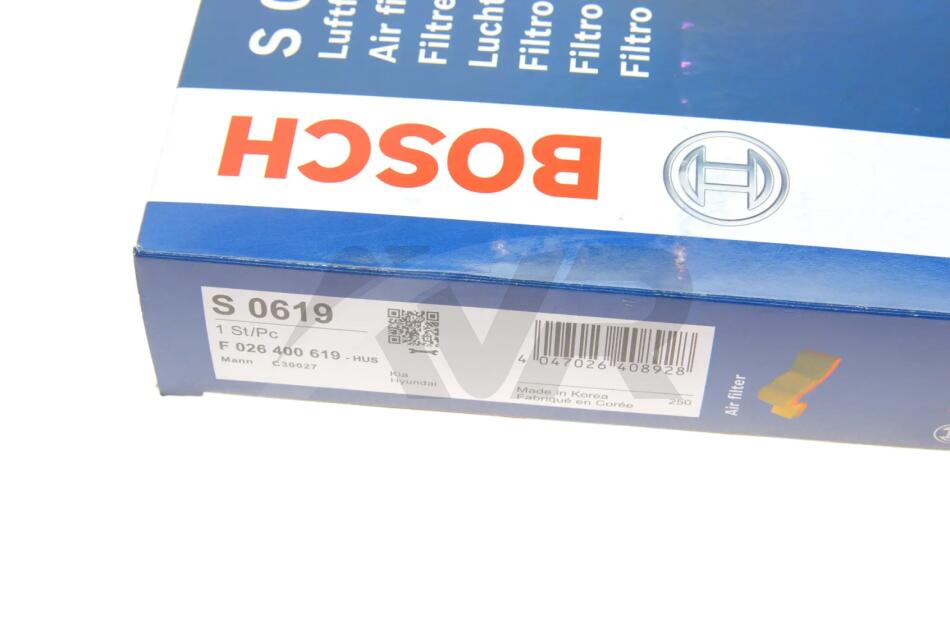 S 0
Luftf
Air fi
Filtre
Lucht
Filtro
Filtro
Filtro
BOSCH
S 0619
1 St/Pc
F 026 400 619 - HUS
Mann C30027
Kia
Hyundai
4 047026 408928
Made in Korea
Fabriqué en Corée
250
Air filter